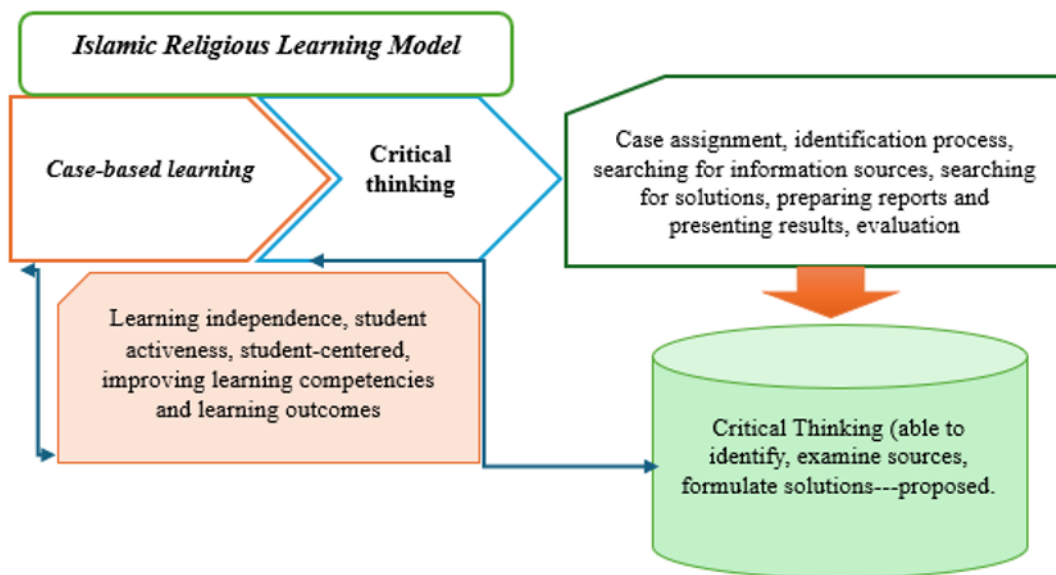 Islamic Religious Learning Model
Case-based learning
Critical
thinking
Case assignment, identification process,
searching for information sources, searching
for solutions, preparing reports and
presenting results, evaluation
Learning independence, student
activeness, student-centered,
improving learning competencies
and learning outcomes
Critical Thinking (able to
identify, examine sources,
formulate solutions---proposed.